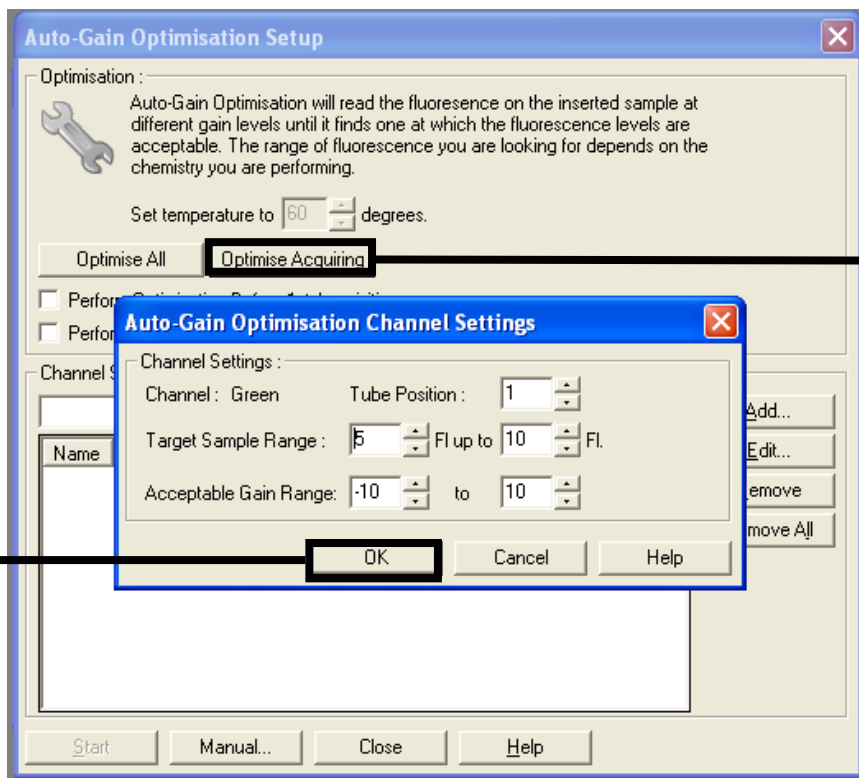 Auto-Gain Optimisation Setup
Optimisation :
Auto-Gain Optimisation will read the fluoresence on the inserted sample at
different gain levels until it finds one at which the fluorescence levels are
acceptable. The range of fluorescence you are looking for depends on the
chemistry you are performing.
Set temperature to 60 degrees.
Optimise All Optimise Acquiring
Auto-Gain Optimisation Channel Settings
Channel Settings :
Channel : Green Tube Position : 1
Target Sample Range : 5 Fl up to 10 Fl.
Acceptable Gain Range: -10 to 10
OK Cancel Help
Channel
Name
Add...
Edit...
emove
move All
Start Manual... Close Help